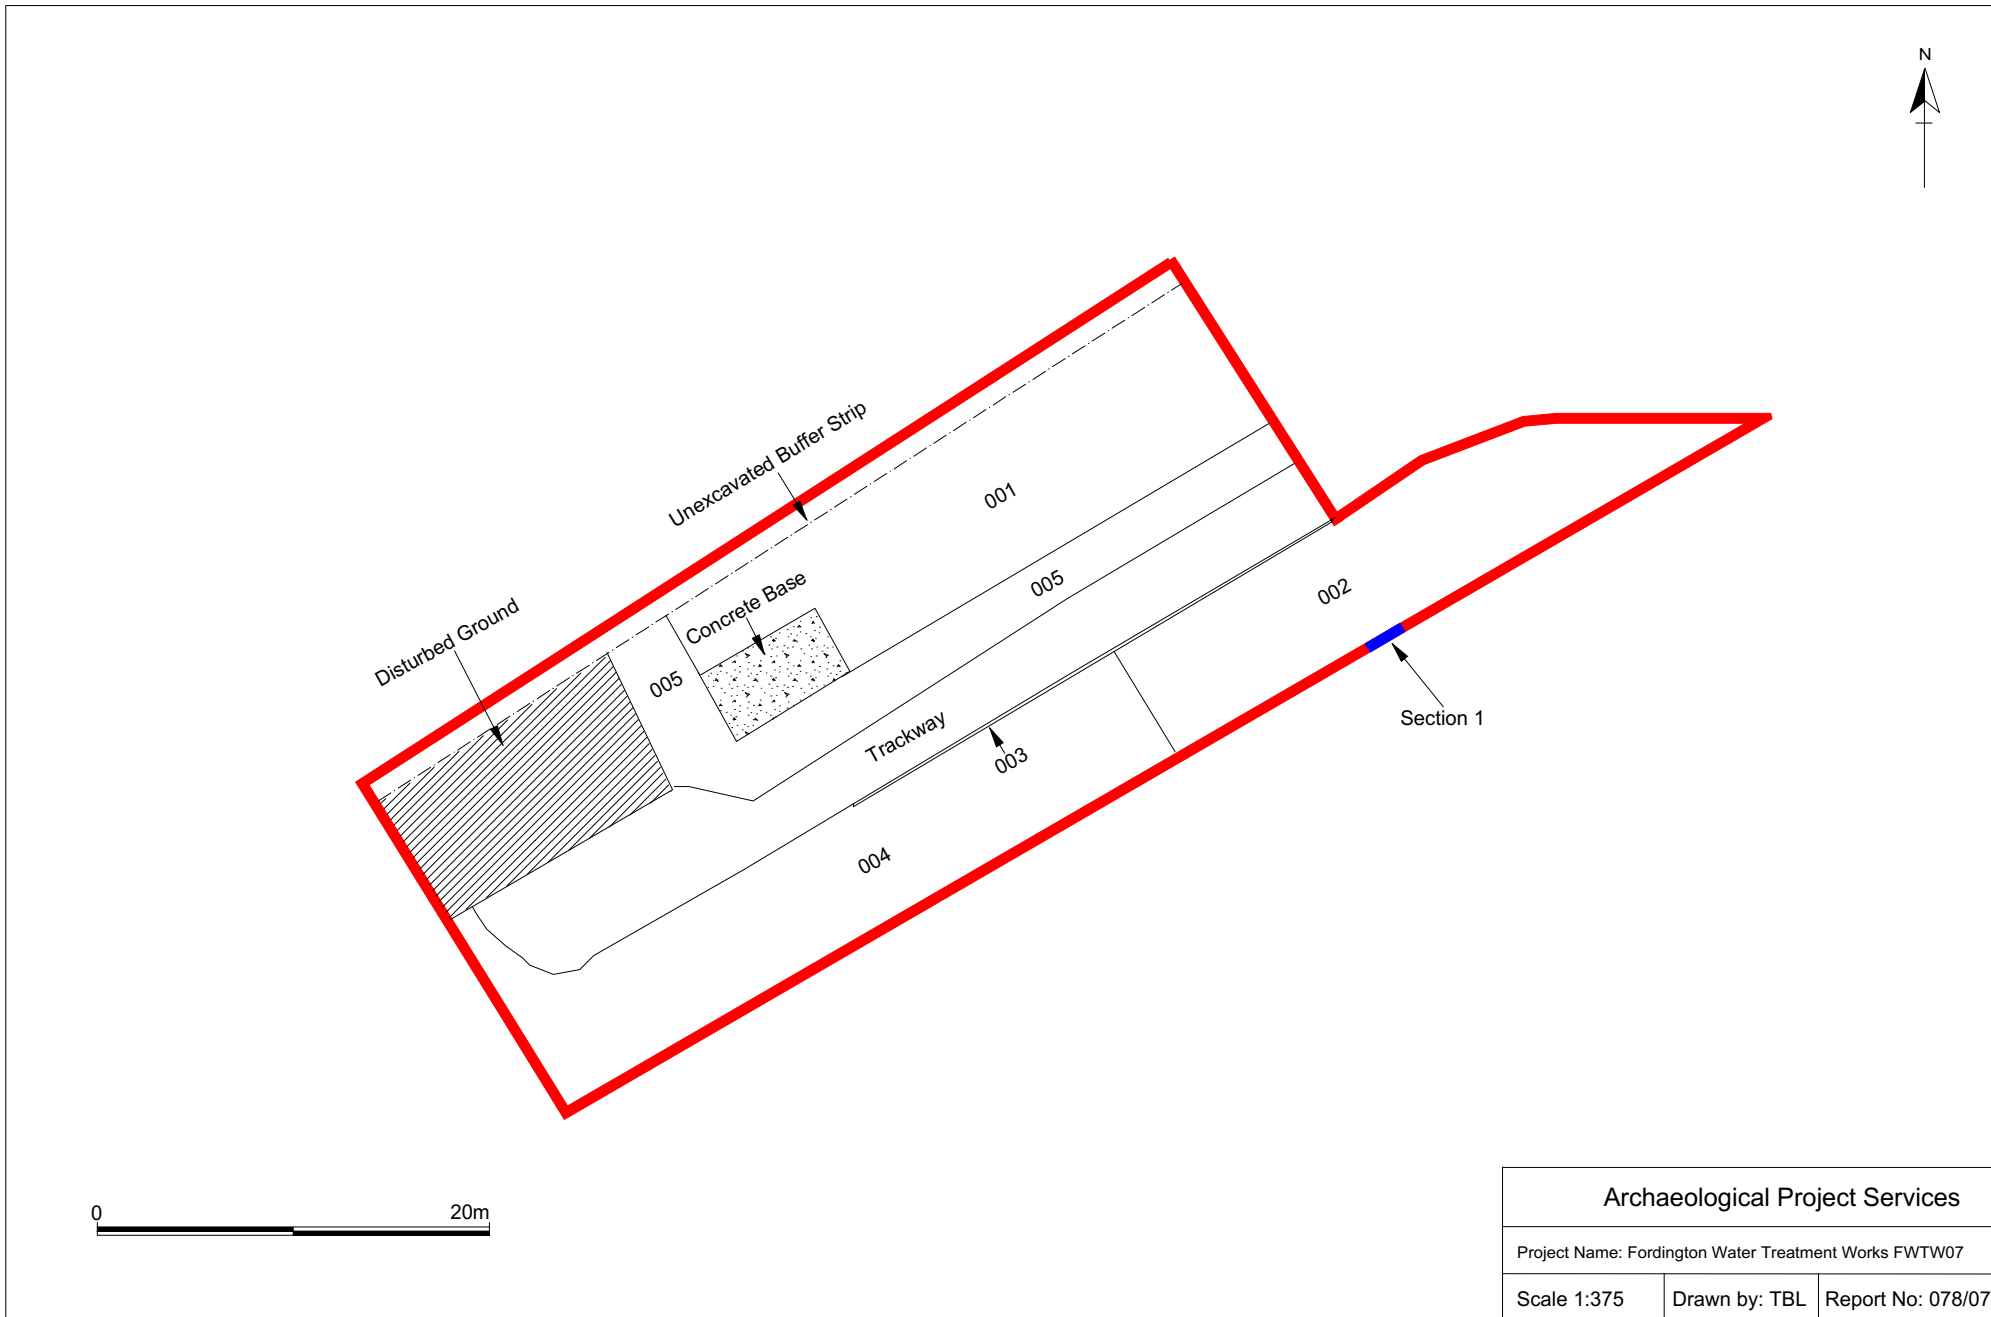 N
Unexcavated Buffer Strip
001
Concrete Base
005
002
Disturbed Ground
005
Trackway
Section 1
003
004
0 20m
Archaeological Project Services
Project Name: Fordington Water Treatment Works FWTW07
Scale 1:375 Drawn by: TBL Report No: 078/07